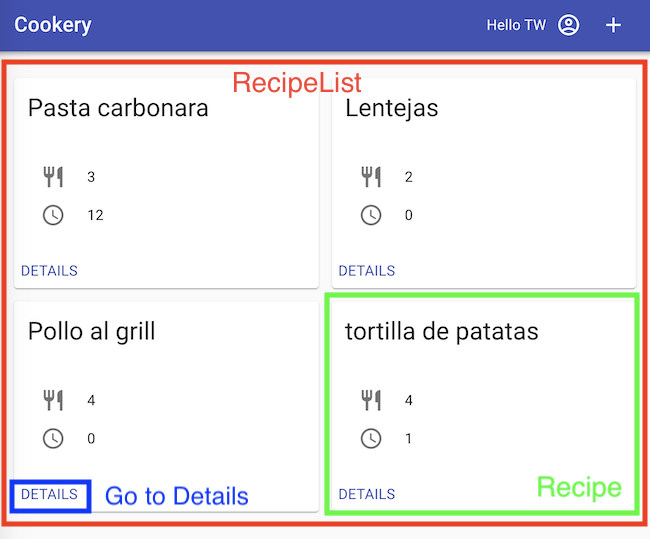 Cookery
Hello TW
RecipeList
Pasta carbonara
3
12
DETAILS
Lentejas
2
0
DETAILS
Pollo al grill
4
0
DETAILS
Go to Details
tortilla de patatas
4
1
DETAILS
Recipe